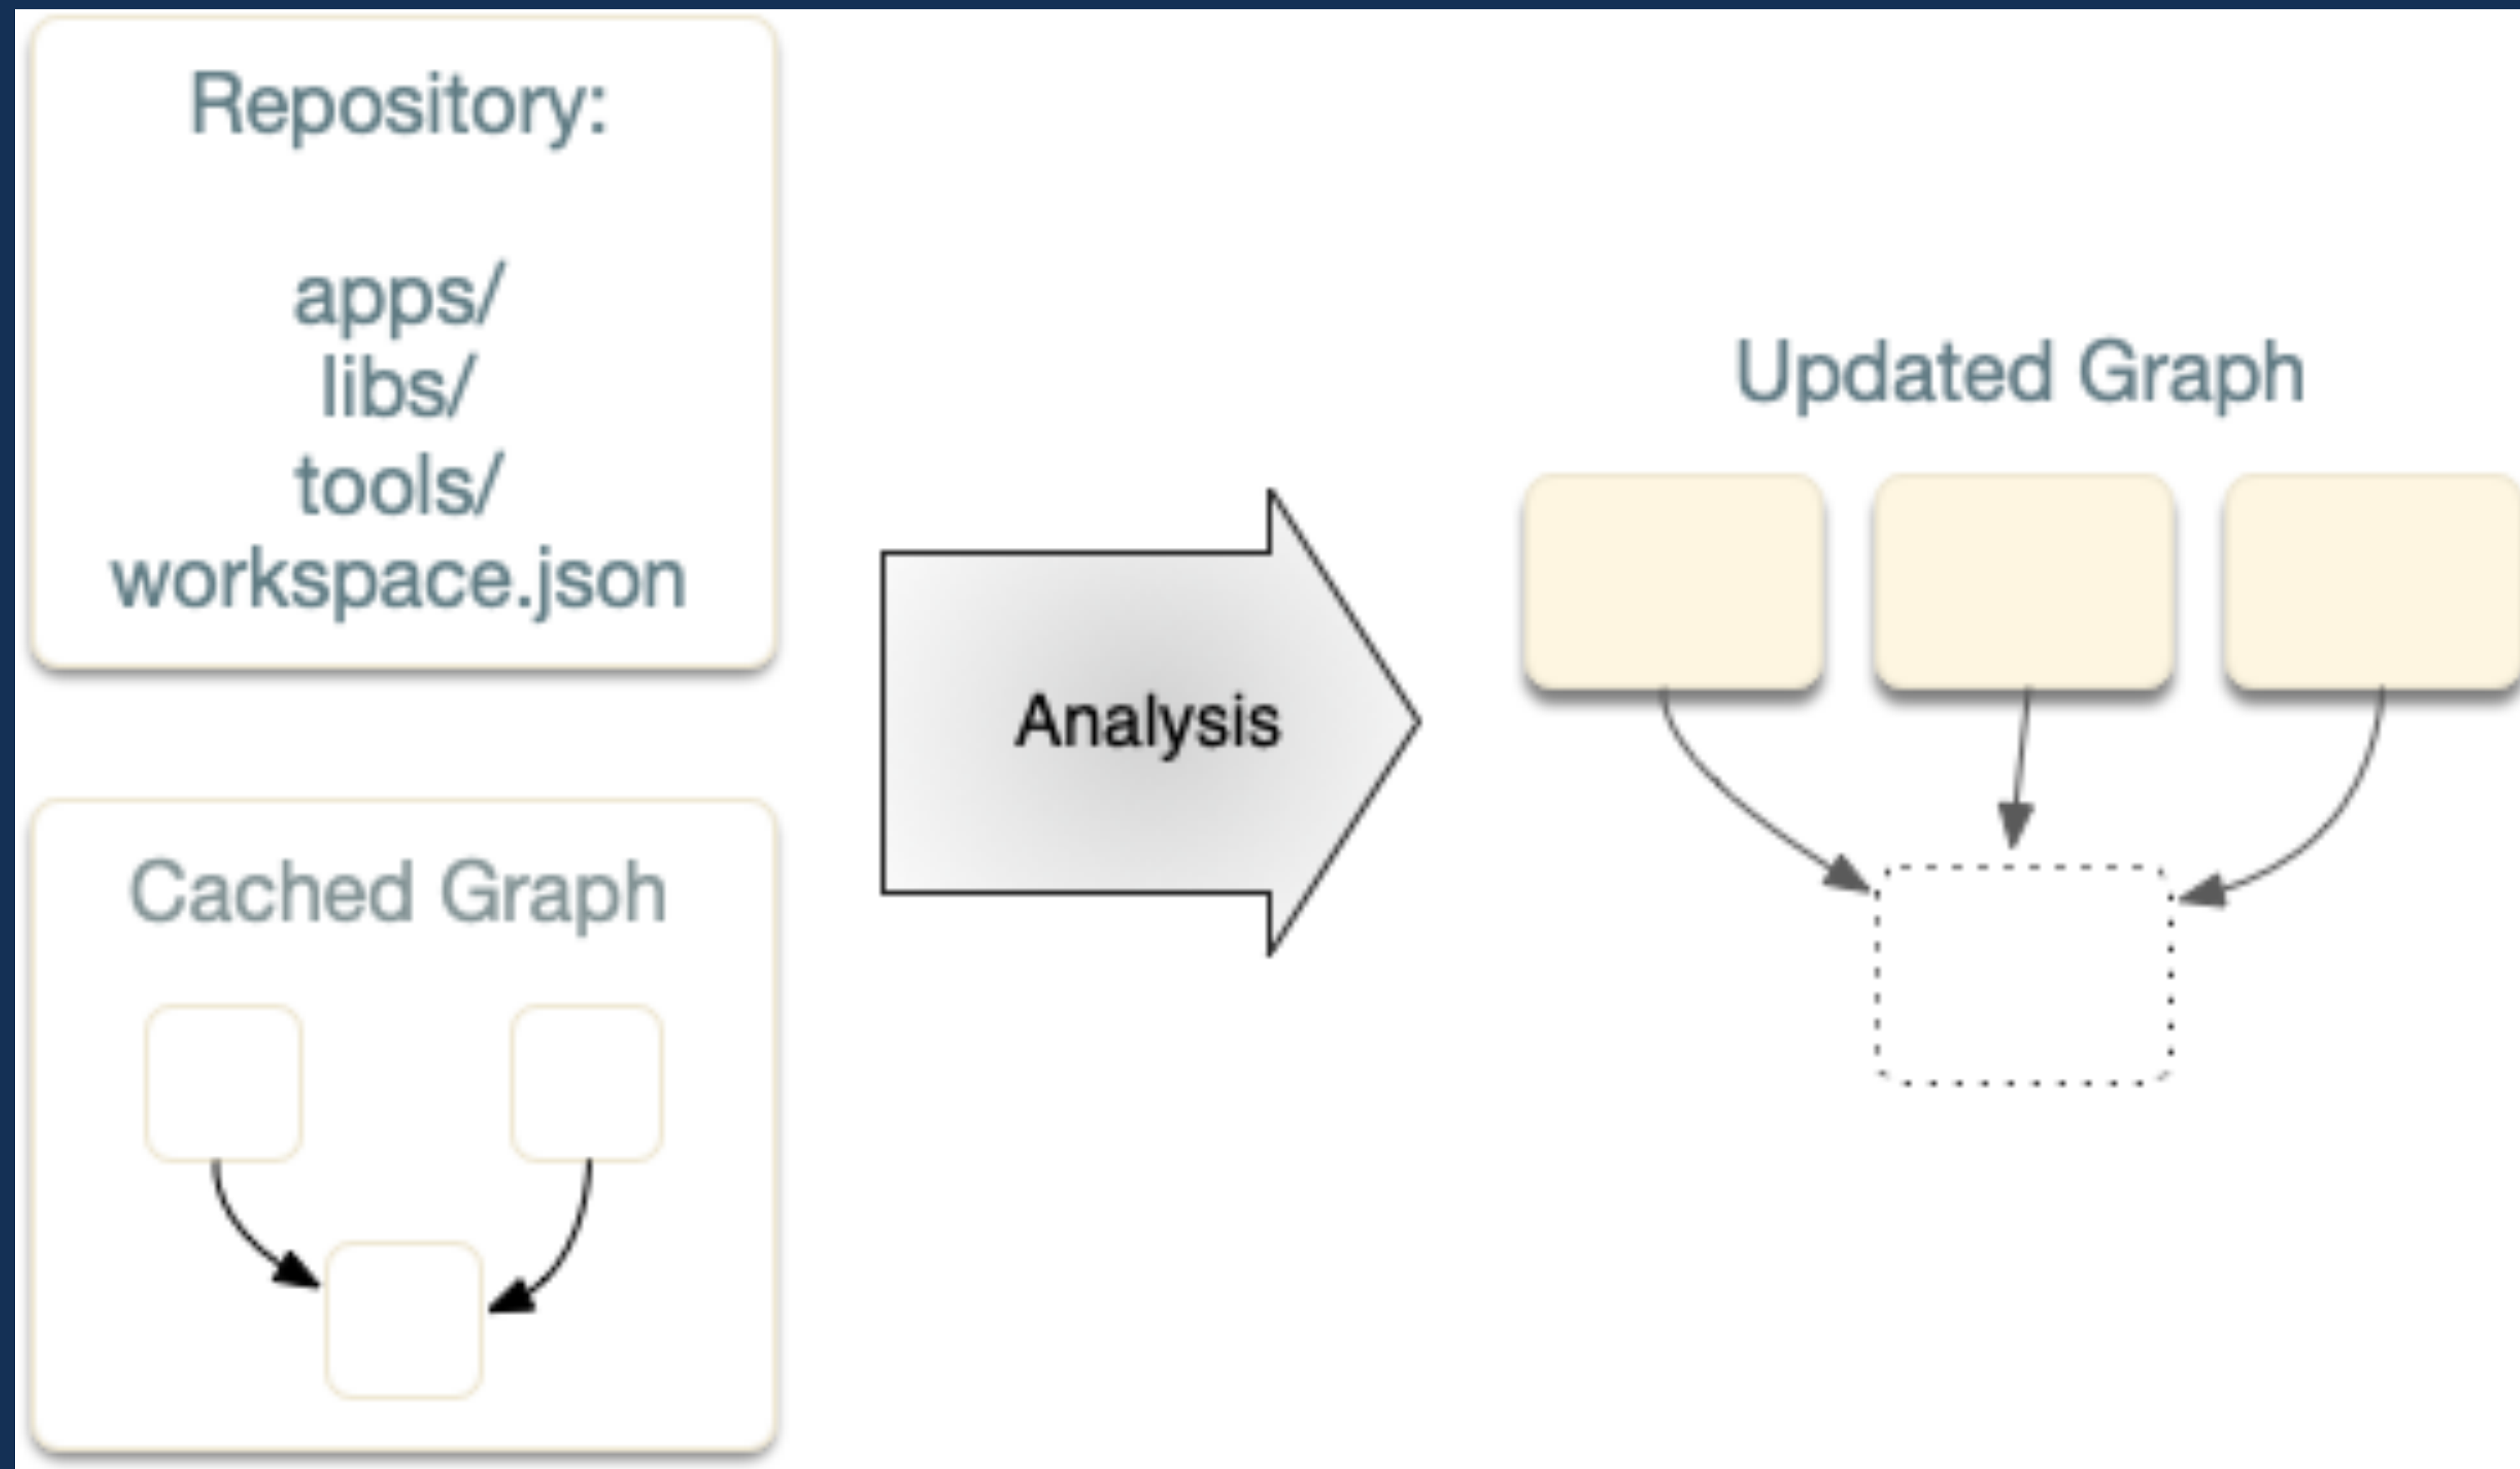 Repository:
apps/
libs/
tools/
workspace.json
Cached Graph
Analysis
Updated Graph